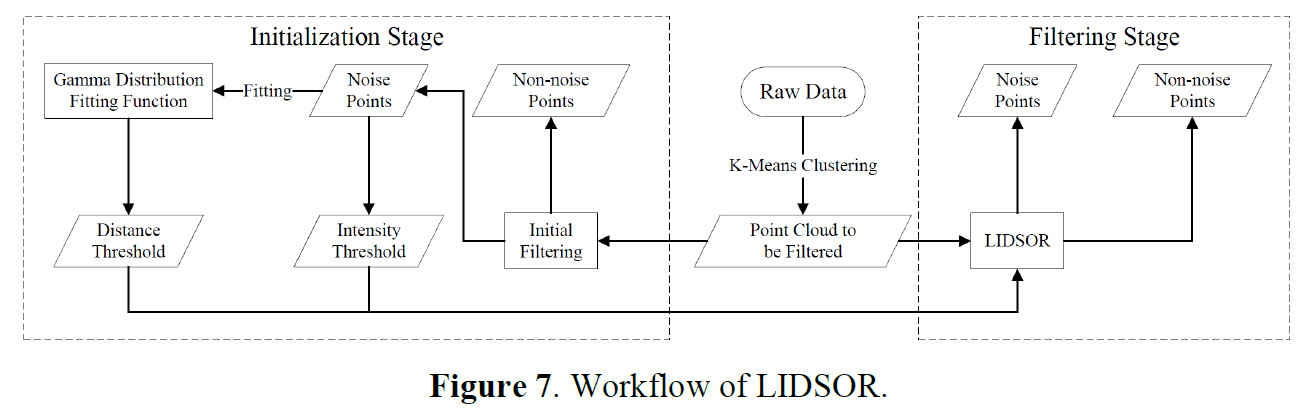 Initialization Stage
Filtering Stage
Gamma Distribution
Fitting Function
Fitting
Noise
Points
Non-noise
Points
Raw Data
Noise
Points
Non-noise
Points
K-Means Clustering
Distance
Threshold
Intensity
Threshold
Initial
Filtering
Point Cloud to
be Filtered
LIDSOR
Figure 7. Workflow of LIDSOR.